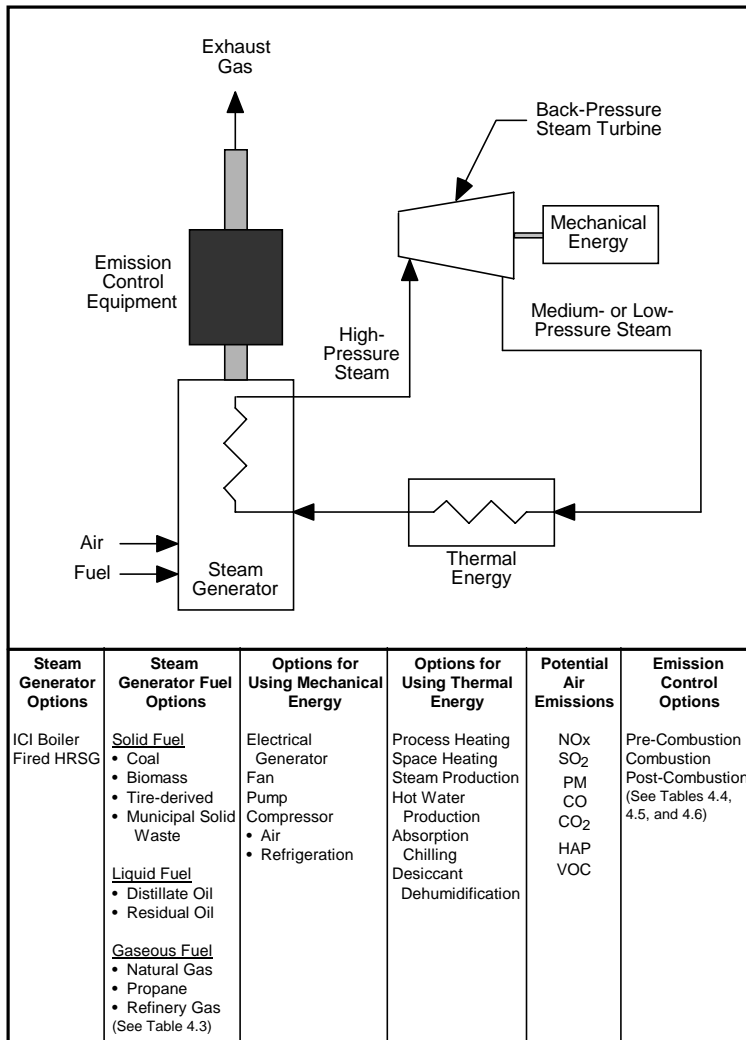 Exhaust
Gas
Back-Pressure
Steam Turbine
Mechanical
Energy
Emission
Control
Equipment
High-
Pressure
Steam
Medium- or Low-
Pressure Steam
Air
Fuel
Steam
Generator
Thermal
Energy
Steam
Generator
Options
ICI Boiler
Fired HRSG
Steam
Generator Fuel
Options
Solid Fuel
• Coal
• Biomass
• Tire-derived
• Municipal Solid
Waste
Liquid Fuel
• Distillate Oil
• Residual Oil
Gaseous Fuel
• Natural Gas
• Propane
• Refinery Gas
(See Table 4.3)
Options for
Using Mechanical
Energy
Electrical
Generator
Fan
Pump
Compressor
• Air
• Refrigeration
Options for
Using Thermal
Energy
Process Heating
Space Heating
Steam Production
Hot Water
Production
Absorption
Chilling
Desiccant
Dehumidification
Potential
Air
Emissions
NOx
SO₂
PM
CO
CO₂
HAP
VOC
Emission
Control
Options
Pre-Combustion
Combustion
Post-Combustion
(See Tables 4.4,
4.5, and 4.6)